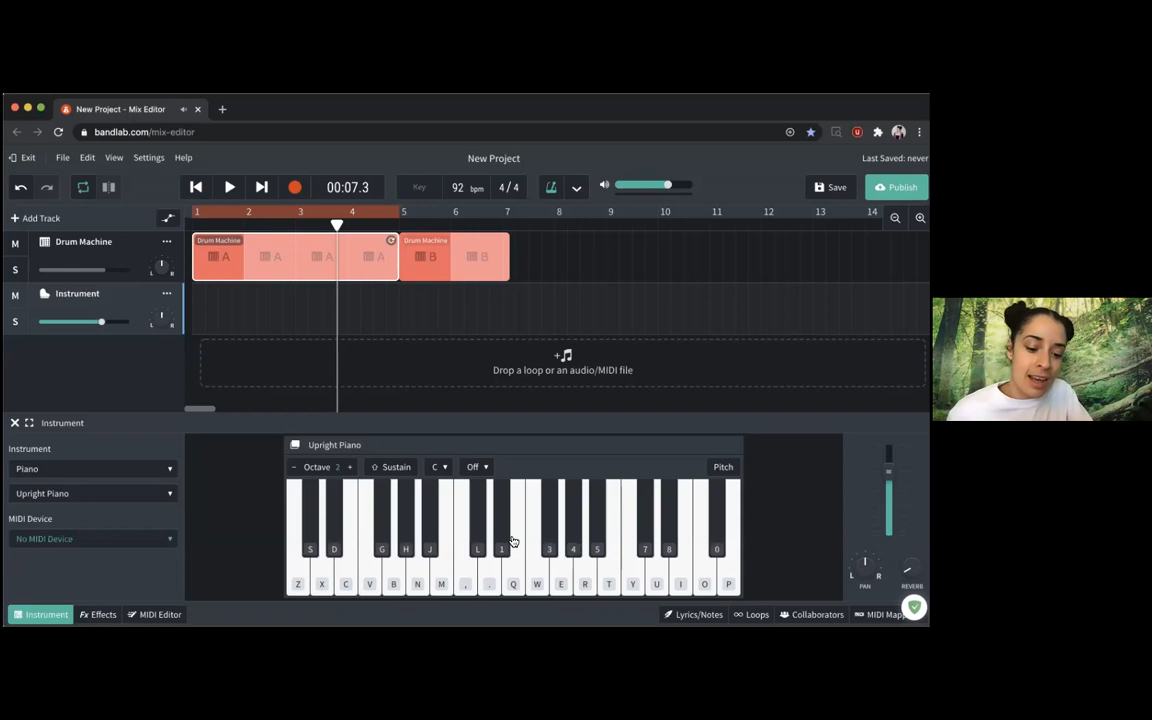 New Project - Mix Editor
bandlab.com/mix-editor
Exit File Edit View Settings Help New Project Last Saved: never
00:07.3 Key 92 bpm 4/4 Save Publish
Add Track 1 2 3 4 5 6 7 8 9 10 11 12 13 14
M Drum Machine Drum Machine Drum Machine
A A A A B B
S L R
M Instrument
S L R
Drop a loop or an audio/MIDI file
Instrument
Instrument Upright Piano
Piano Octave 2 + Sustain C Off Pitch
Upright Piano
MIDI Device
No MIDI Device
S D G H J L 1 3 4 5 7 8 0
Z X C V B N M , . Q W E R T Y U I O P
L R
PAN REVERB
Instrument Fx Effects MIDI Editor Lyrics/Notes Loops Collaborators MIDI